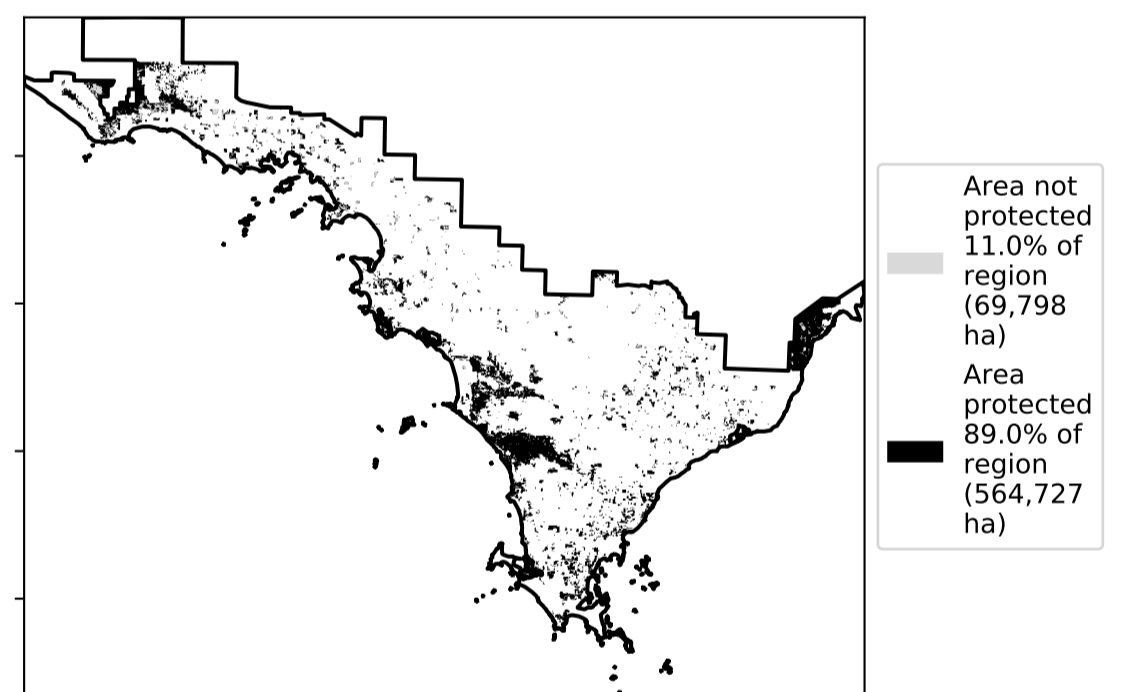 Area not
protected
11.0% of
region
(69,798
ha)
Area
protected
89.0% of
region
(564,727
ha)